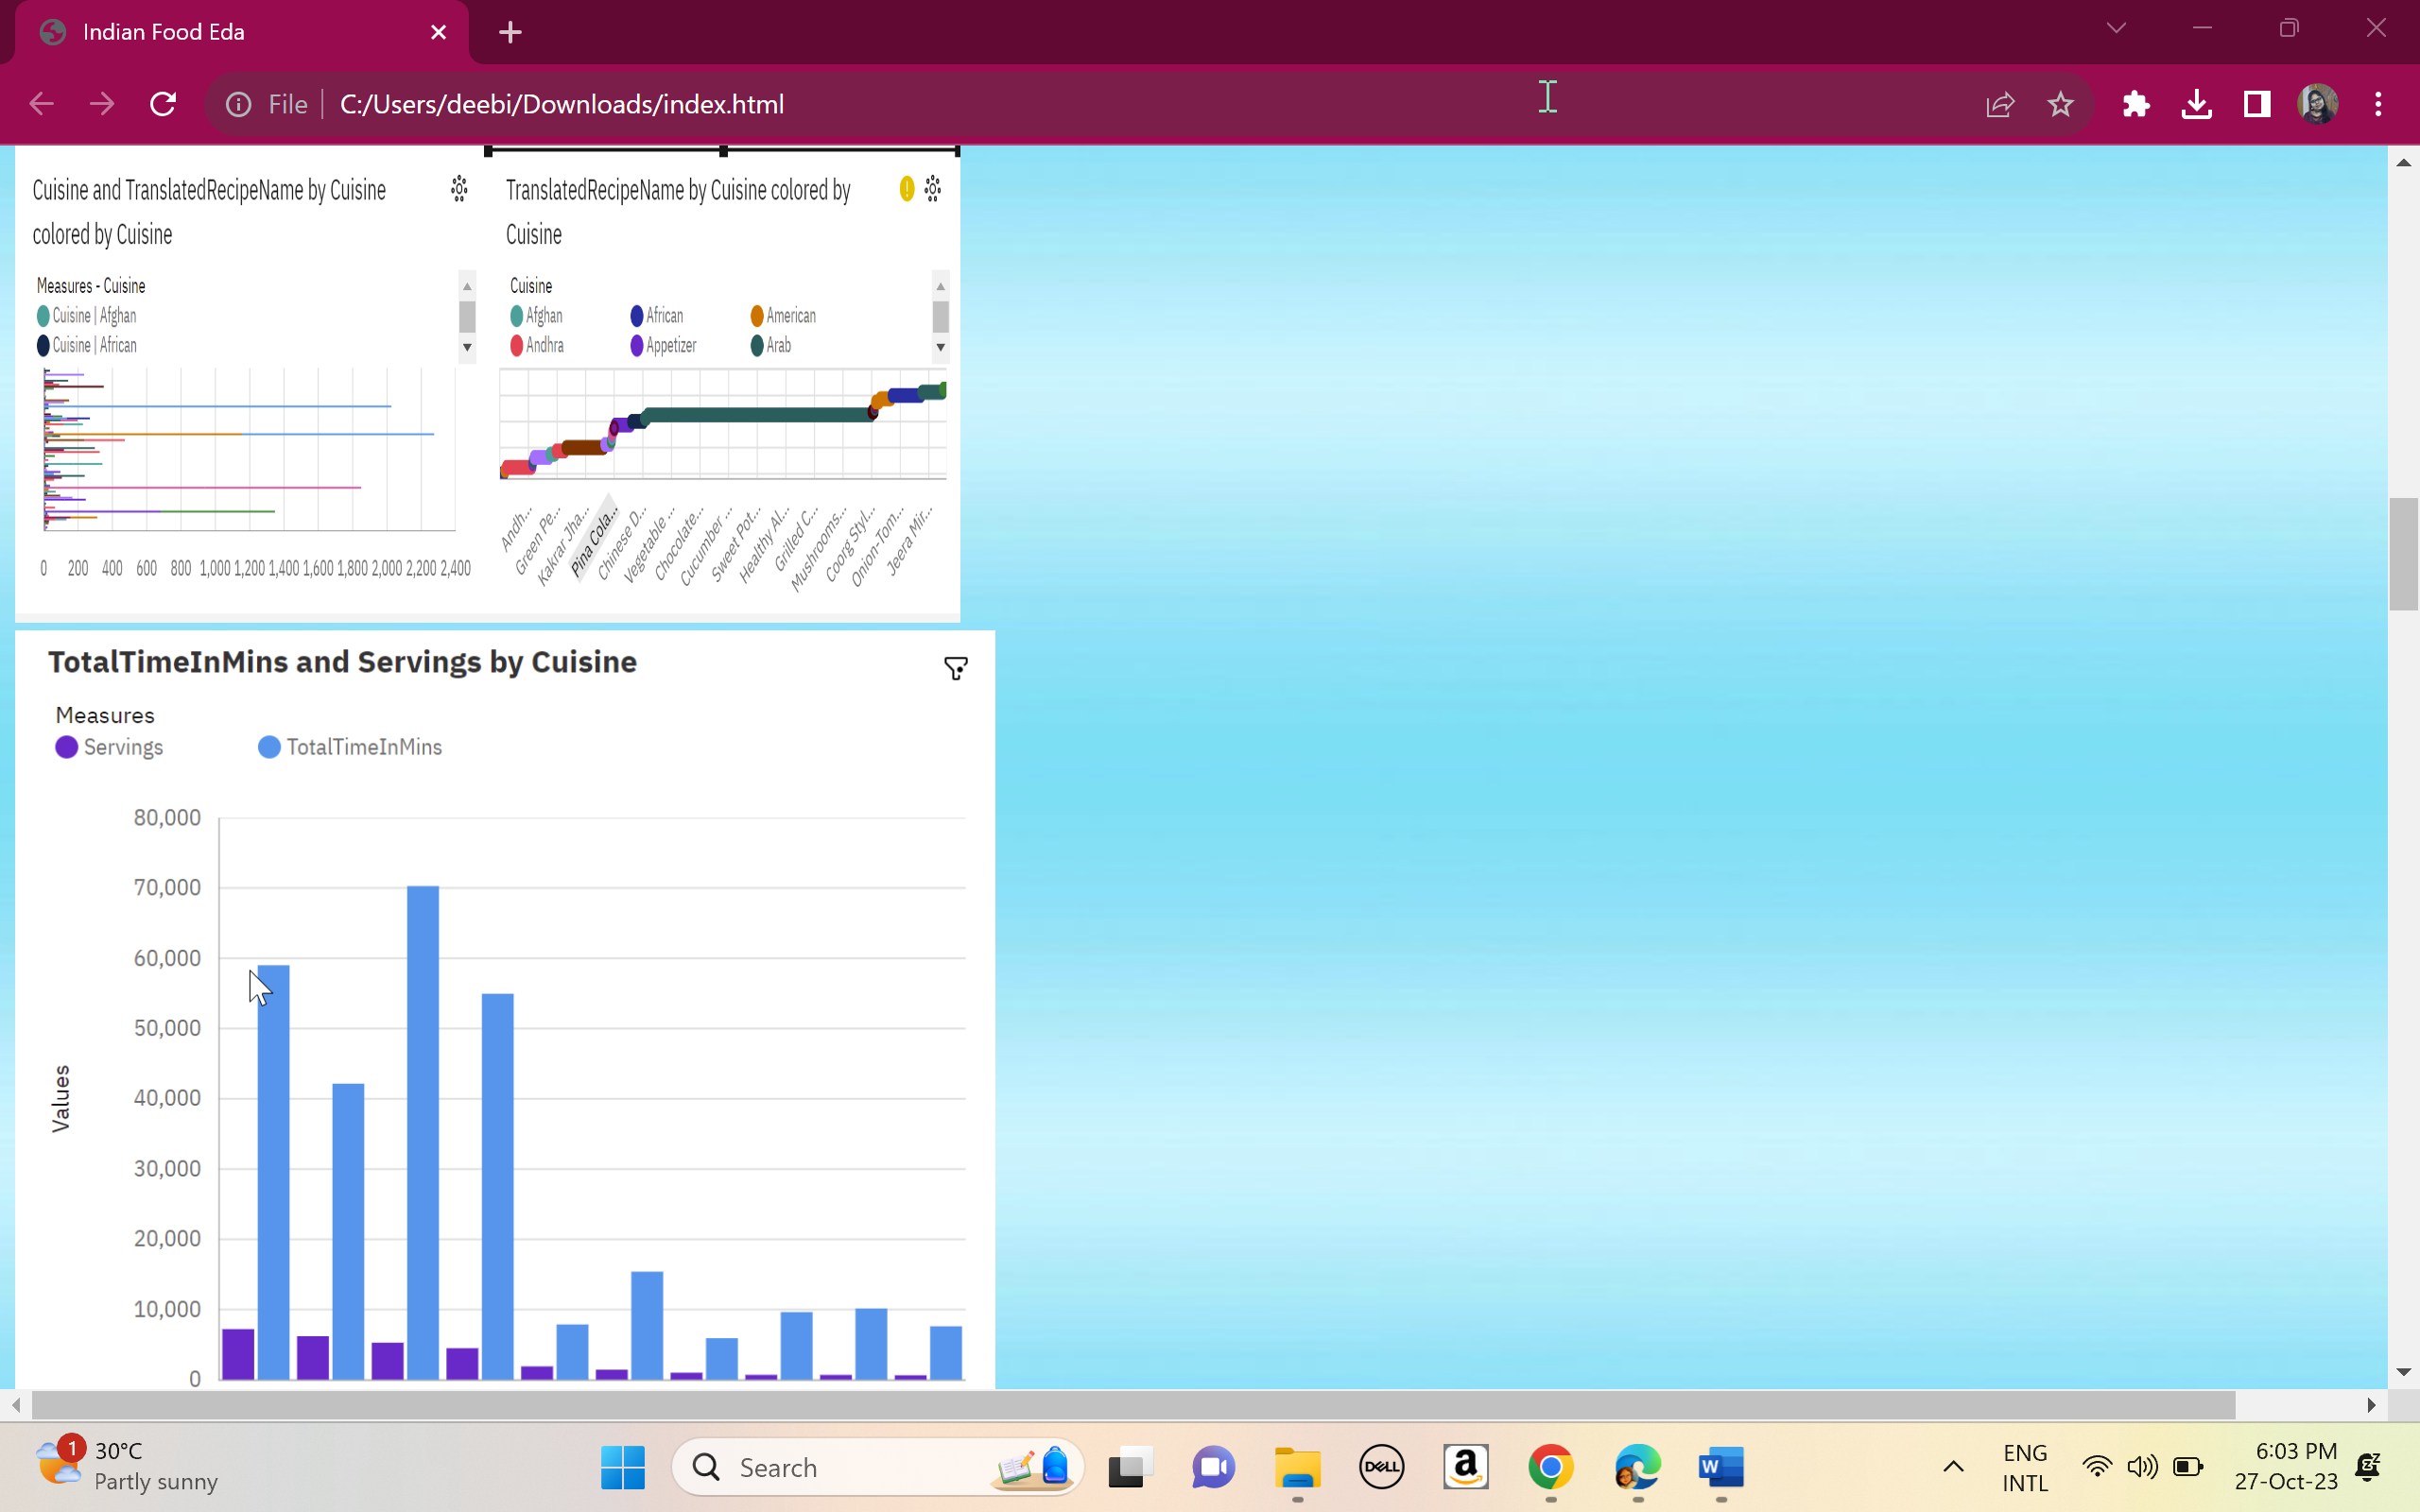 Indian Food Eda
File
C:/Users/deebi/Downloads/index.html
Cuisine and TranslatedRecipeName by Cuisine
colored by Cuisine
Measures - Cuisine
Cuisine | Afghan
Cuisine | African
0 200 400 600 800 1,000 1,200 1,400 1,600 1,800 2,000 2,200 2,400
TranslatedRecipeName by Cuisine colored by
Cuisine
Cuisine
Afghan African American
Andhra Appetizer Arab
Andh...
Green Pe...
Kakrar Jha...
Pina Cola...
Chinese D...
Vegetable ...
Chocolate...
Cucumber ...
Sweet Pot...
Healthy Al...
Grilled C...
Mushrooms...
Coorg Styl...
Onion-Tom...
Jeera Mir...
TotalTimeInMins and Servings by Cuisine
Measures
Servings TotalTimeInMins
80,000
70,000
60,000
50,000
40,000
30,000
20,000
10,000
0
Values
1
30°C
Partly sunny
Search
DELL
a
W
ENG
INTL
6:03 PM
27-Oct-23